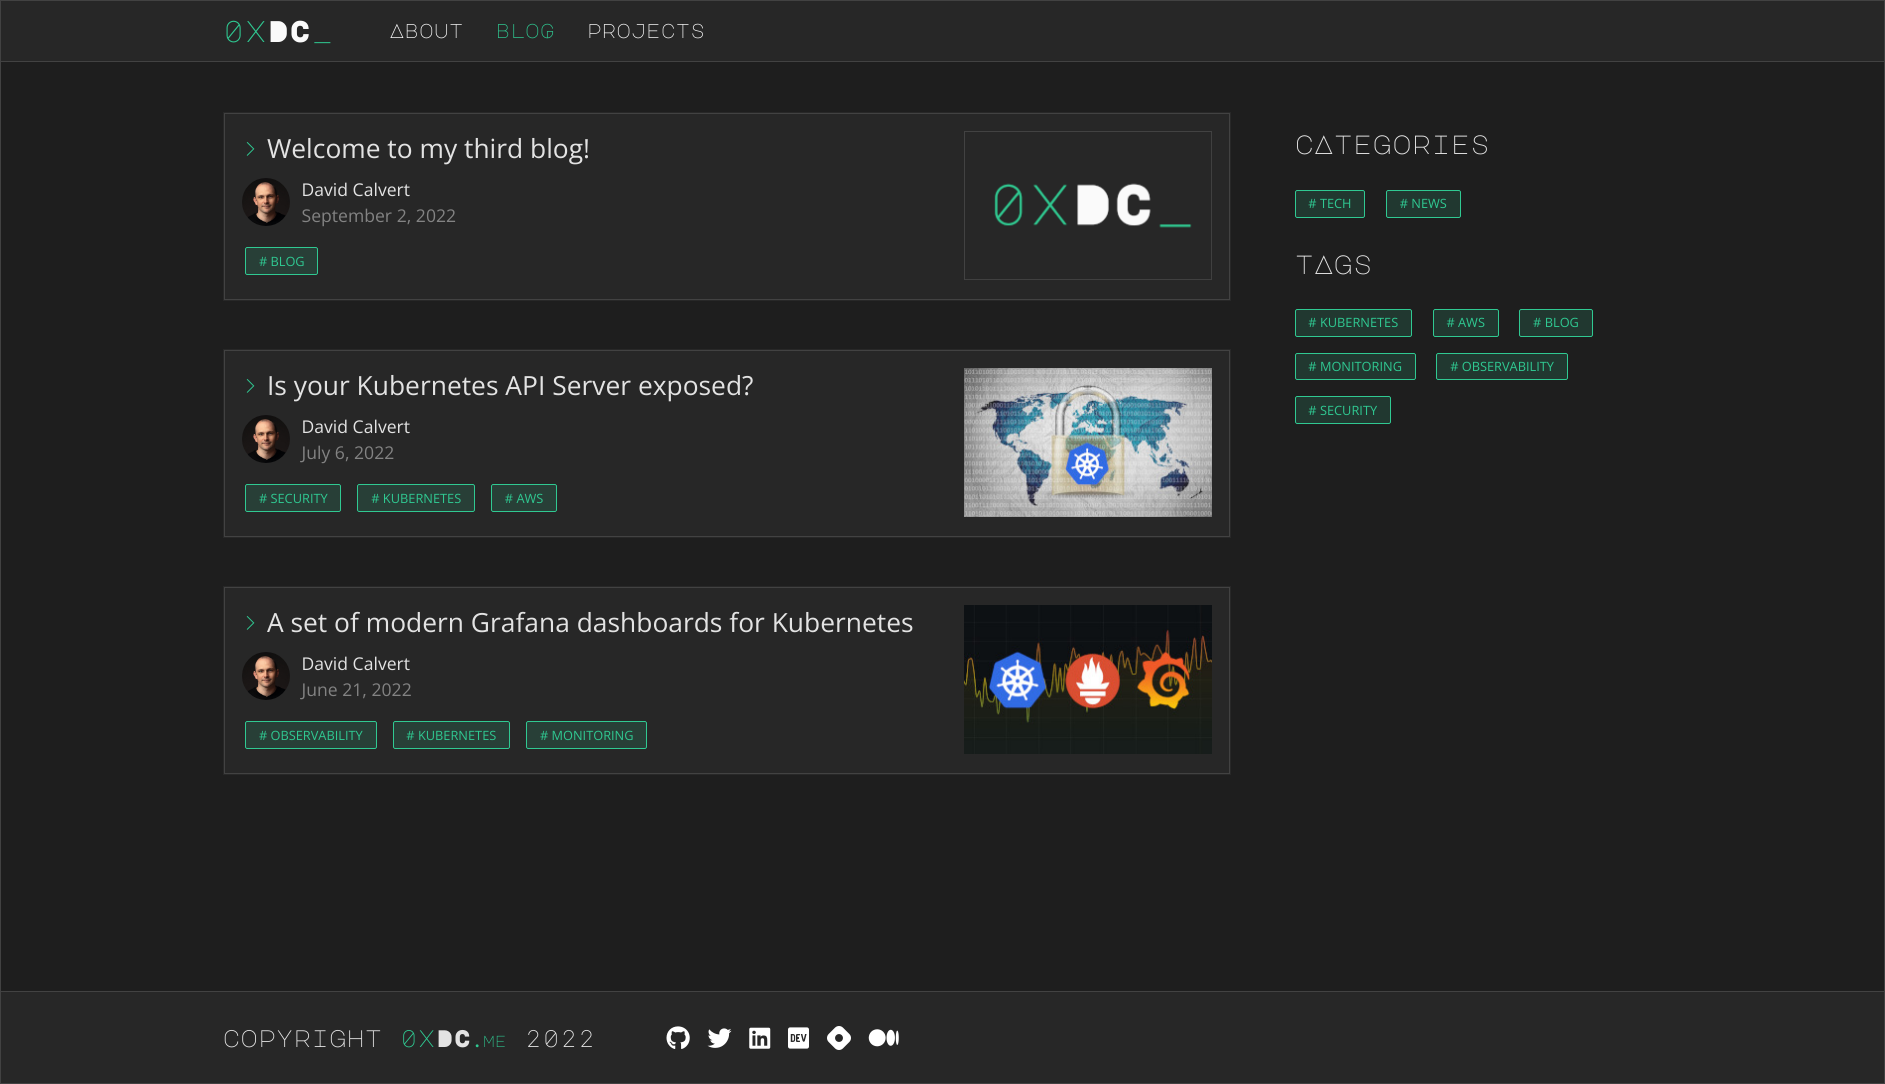 0XDC_ ABOUT BLOG PROJECTS
Welcome to my third blog!
David Calvert
September 2, 2022
# BLOG
0XDC_
Is your Kubernetes API Server exposed?
David Calvert
July 6, 2022
# SECURITY # KUBERNETES # AWS
A set of modern Grafana dashboards for Kubernetes
David Calvert
June 21, 2022
# OBSERVABILITY # KUBERNETES # MONITORING
CATEGORIES
# TECH # NEWS
TAGS
# KUBERNETES # AWS # BLOG
# MONITORING # OBSERVABILITY
# SECURITY
COPYRIGHT 0XDC.ME 2022 in DEV